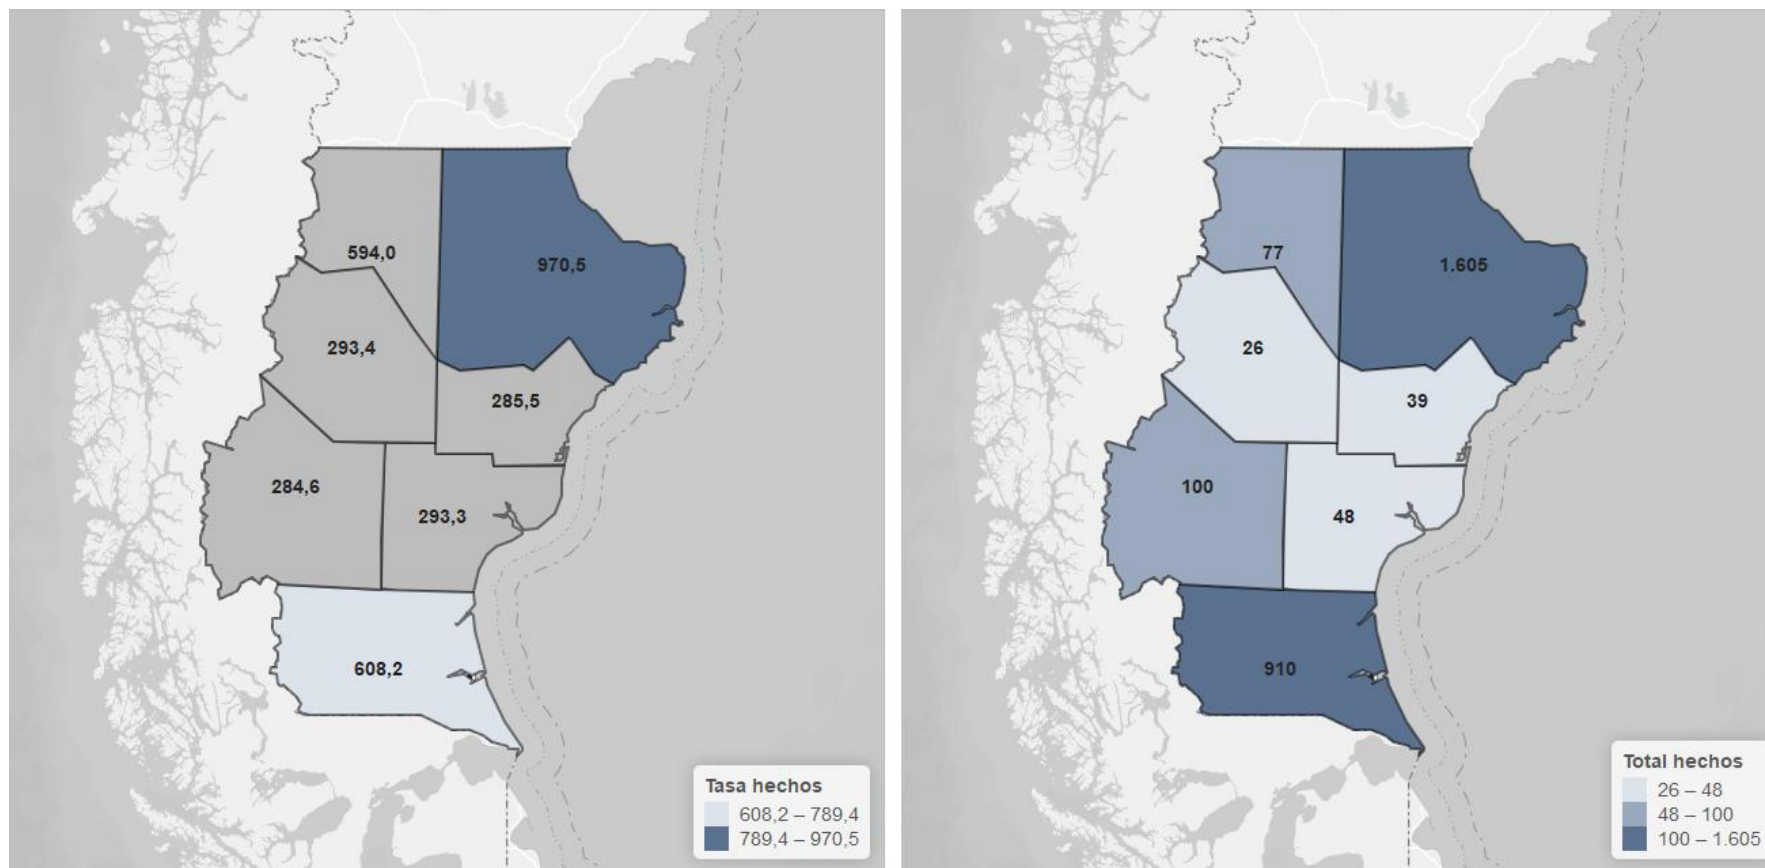 594,0
970,5
293,4
285,5
284,6
293,3
608,2
Tasa hechos
608,2 – 789,4
789,4 – 970,5
77
1.605
26
39
100
48
910
Total hechos
26 – 48
48 – 100
100 – 1.605